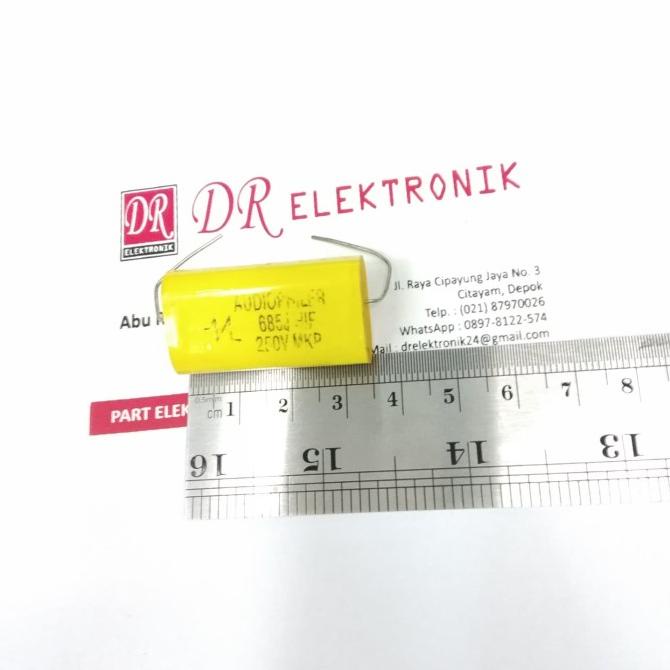 DR
ELEKTRONIK
DR ELEKTRONIK
Jl. Raya Cipayung Jaya No. 3
Citayam, Depok
Telp. : (021) 87970026
WhatsApp : 0897-8122-574
Mail : drelektronik24@gmail.com
Abu
AUDIOPHILER
685J HIF
250V MKP
PART ELEK
0.5mm
cm 1 2 3 4 5 6 7 8
16 15 14 13